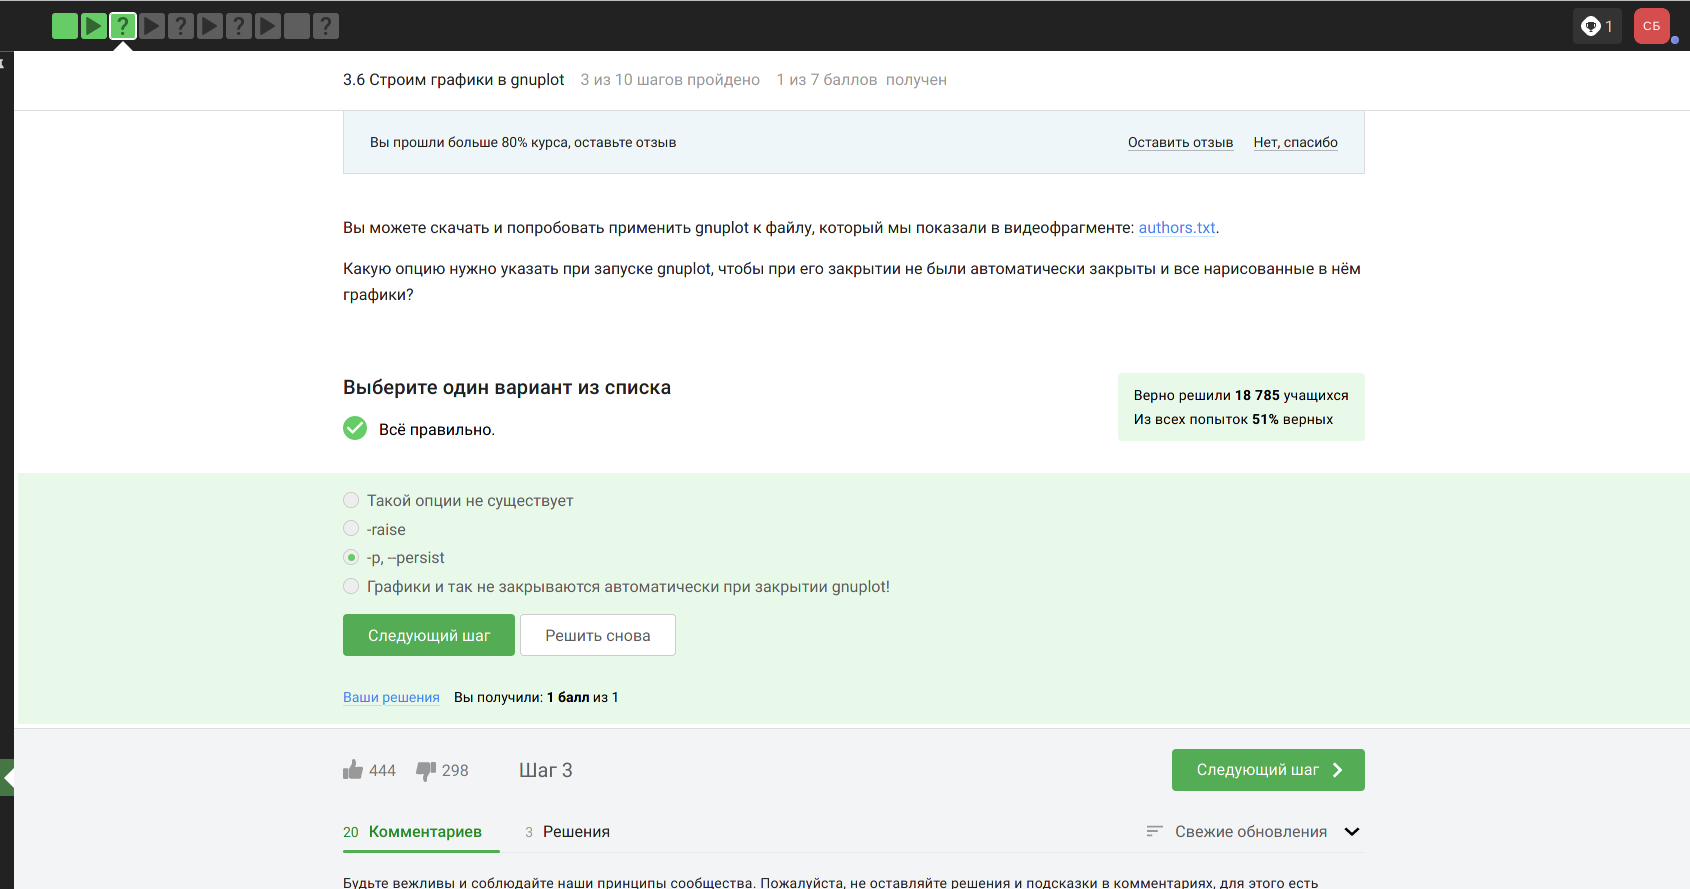 1
СБ
3.6 Строим графики в gnuplot 3 из 10 шагов пройдено 1 из 7 баллов получен
Вы прошли больше 80% курса, оставьте отзыв Оставить отзыв Нет, спасибо
Вы можете скачать и попробовать применить gnuplot к файлу, который мы показали в видеофрагменте: authors.txt.
Какую опцию нужно указать при запуске gnuplot, чтобы при его закрытии не были автоматически закрыты и все нарисованные в нём
графики?
Выберите один вариант из списка
Всё правильно.
Верно решили 18 785 учащихся
Из всех попыток 51% верных
Такой опции не существует
-raise
-p, --persist
Графики и так не закрываются автоматически при закрытии gnuplot!
Следующий шаг Решить снова
Ваши решения Вы получили: 1 балл из 1
444 298 Шаг 3 Следующий шаг
20 Комментариев 3 Решения Свежие обновления
Будьте вежливы и соблюдайте наши принципы сообщества. Пожалуйста, не оставляйте решения и подсказки в комментариях, для этого есть